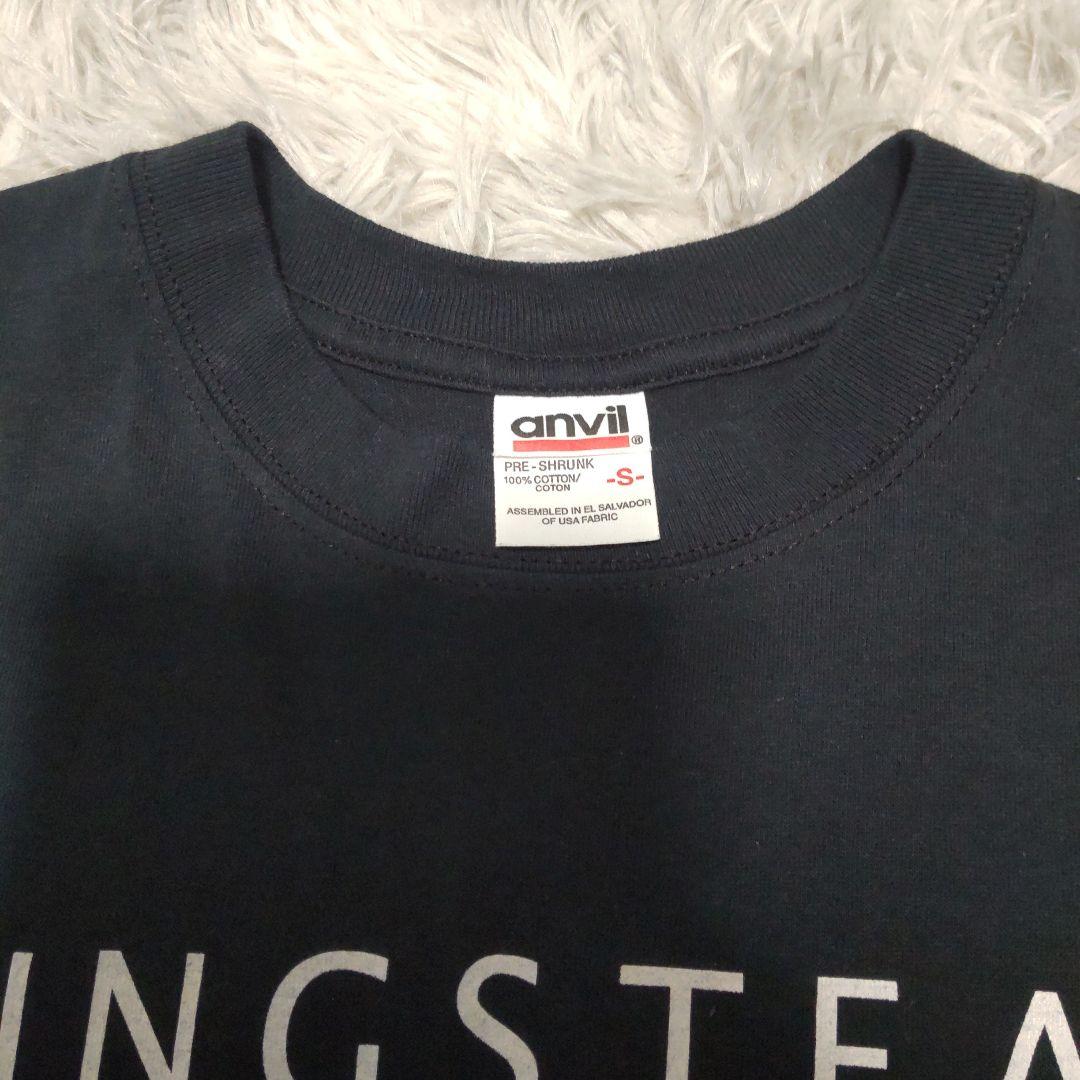 anvil®
PRE-SHRUNK
100% COTTON/
COTON
-S-
ASSEMBLED IN EL SALVADOR
OF USA FABRIC
INGSTEA